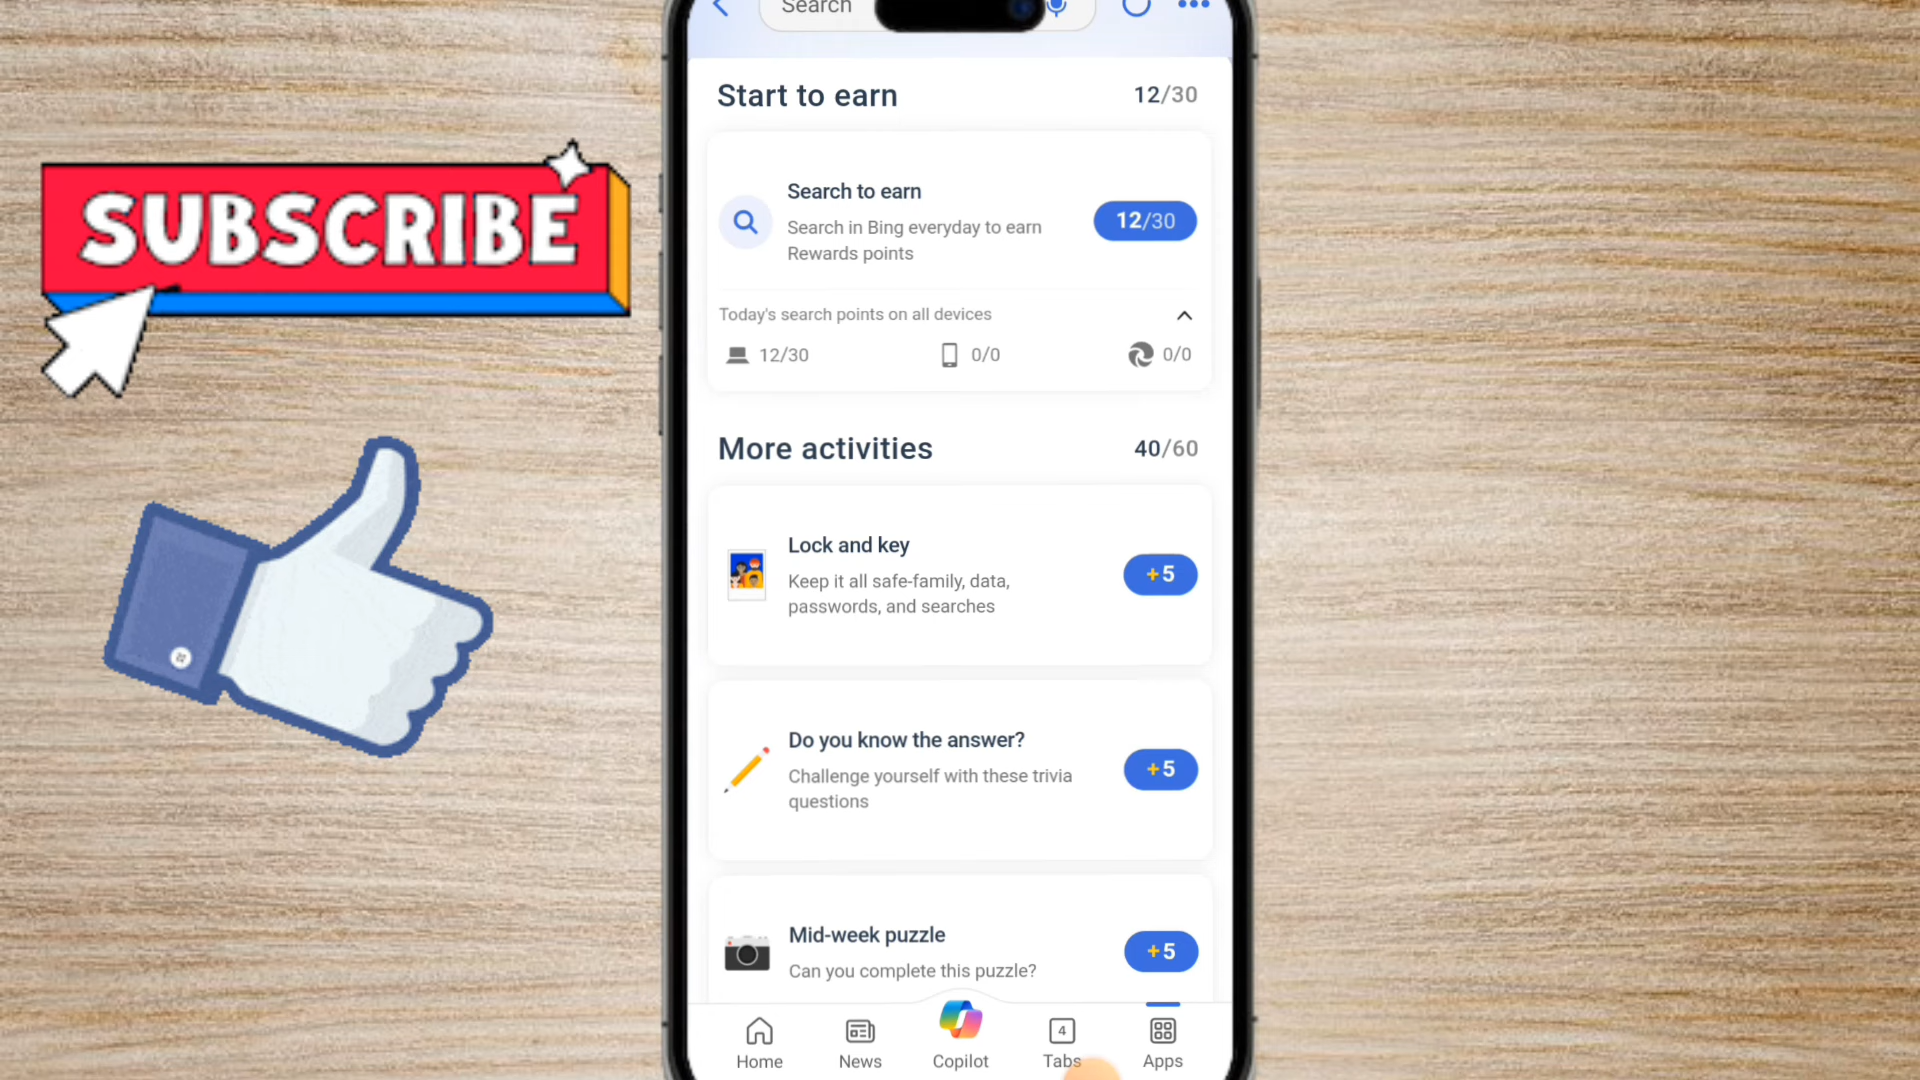 Search
Start to earn 12/30
SUBSCRIBE
Search to earn
Search in Bing everyday to earn
Rewards points
12/30
Today's search points on all devices
12/30 0/0 0/0
More activities 40/60
Lock and key
Keep it all safe-family, data,
passwords, and searches
+5
Do you know the answer?
Challenge yourself with these trivia
questions
+5
Mid-week puzzle
Can you complete this puzzle?
+5
4
Home News Copilot Tabs Apps